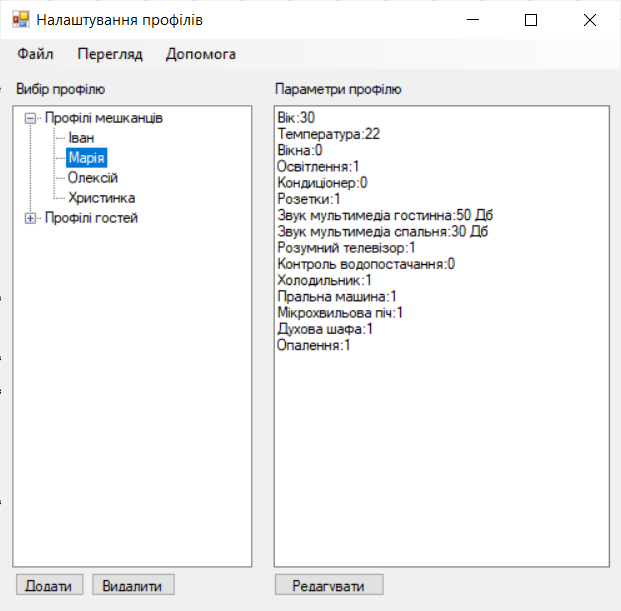 Налаштування профілів
Файл Перегляд Допомога
Вибір профілю
Профілі мешканців
Іван
Марія
Олексій
Христинка
Профілі гостей
Додати Видалити
Параметри профілю
Вік:30
Температура:22
Вікна:0
Освітлення:1
Кондиціонер:0
Розетки:1
Звук мультимедіа гостинна:50 Дб
Звук мультимедіа спальня:30 Дб
Розумний телевізор:1
Контроль водопостачання:0
Холодильник:1
Пральна машина:1
Мікрохвильова піч:1
Духова шафа:1
Опалення:1
Редагувати